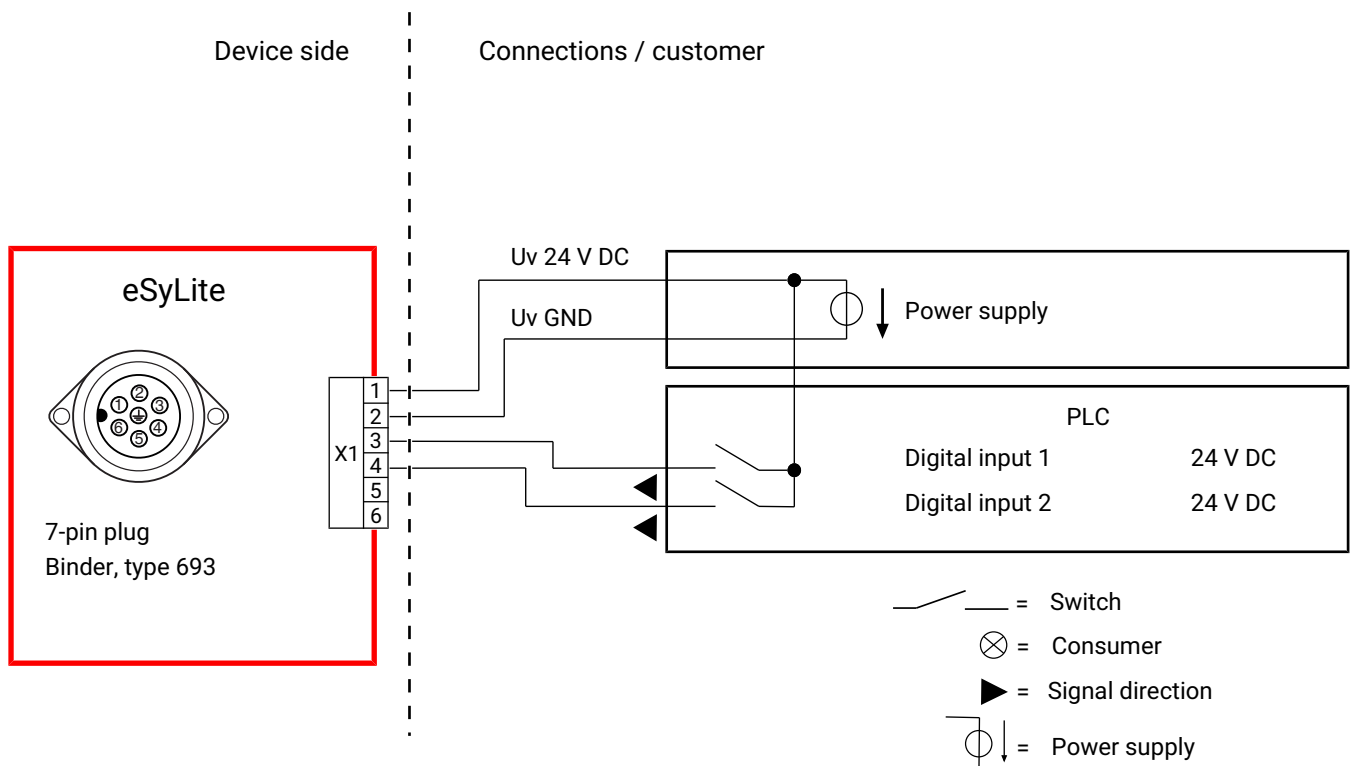 Device side
Connections / customer
eSyLite
2
1
3
6
4
5
7-pin plug
Binder, type 693
X1
1
2
3
4
5
6
Uv 24 V DC
Uv GND
Power supply
PLC
Digital input 1 24 V DC
Digital input 2 24 V DC
= Switch
= Consumer
= Signal direction
= Power supply